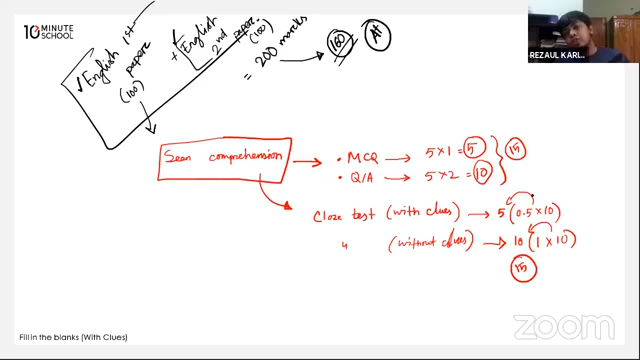 10 MINUTE SCHOOL
✓English 1st papere (100)
+ English 2nd papere (100)
= 200 marks → 160 A+
REZAUL KARI..
Seen comprehension → • MCQ → 5×1 = 5
• Q/A → 5×2 = 10
15
Cloze test (with clues) → 5 (0.5×10)
" (without clues) → 10 (1×10)
15
Fill in the blanks (With Clues)
zoom